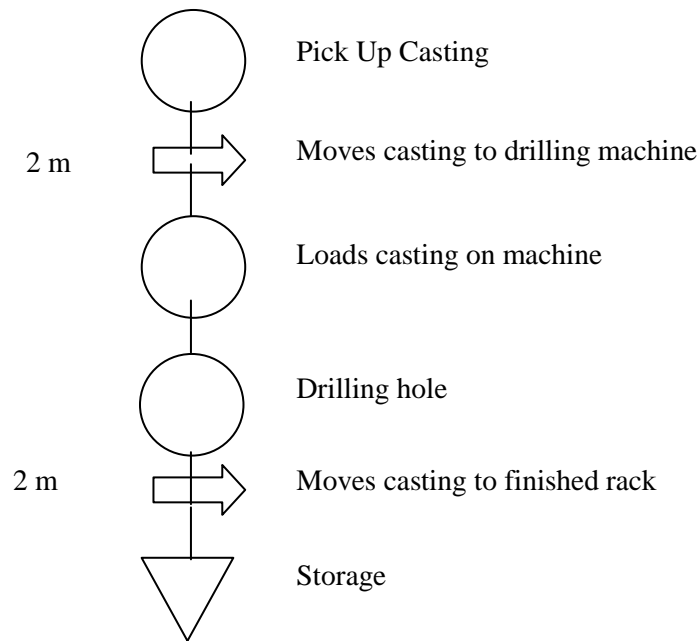 Pick Up Casting
2 m
Moves casting to drilling machine
Loads casting on machine
Drilling hole
2 m
Moves casting to finished rack
Storage